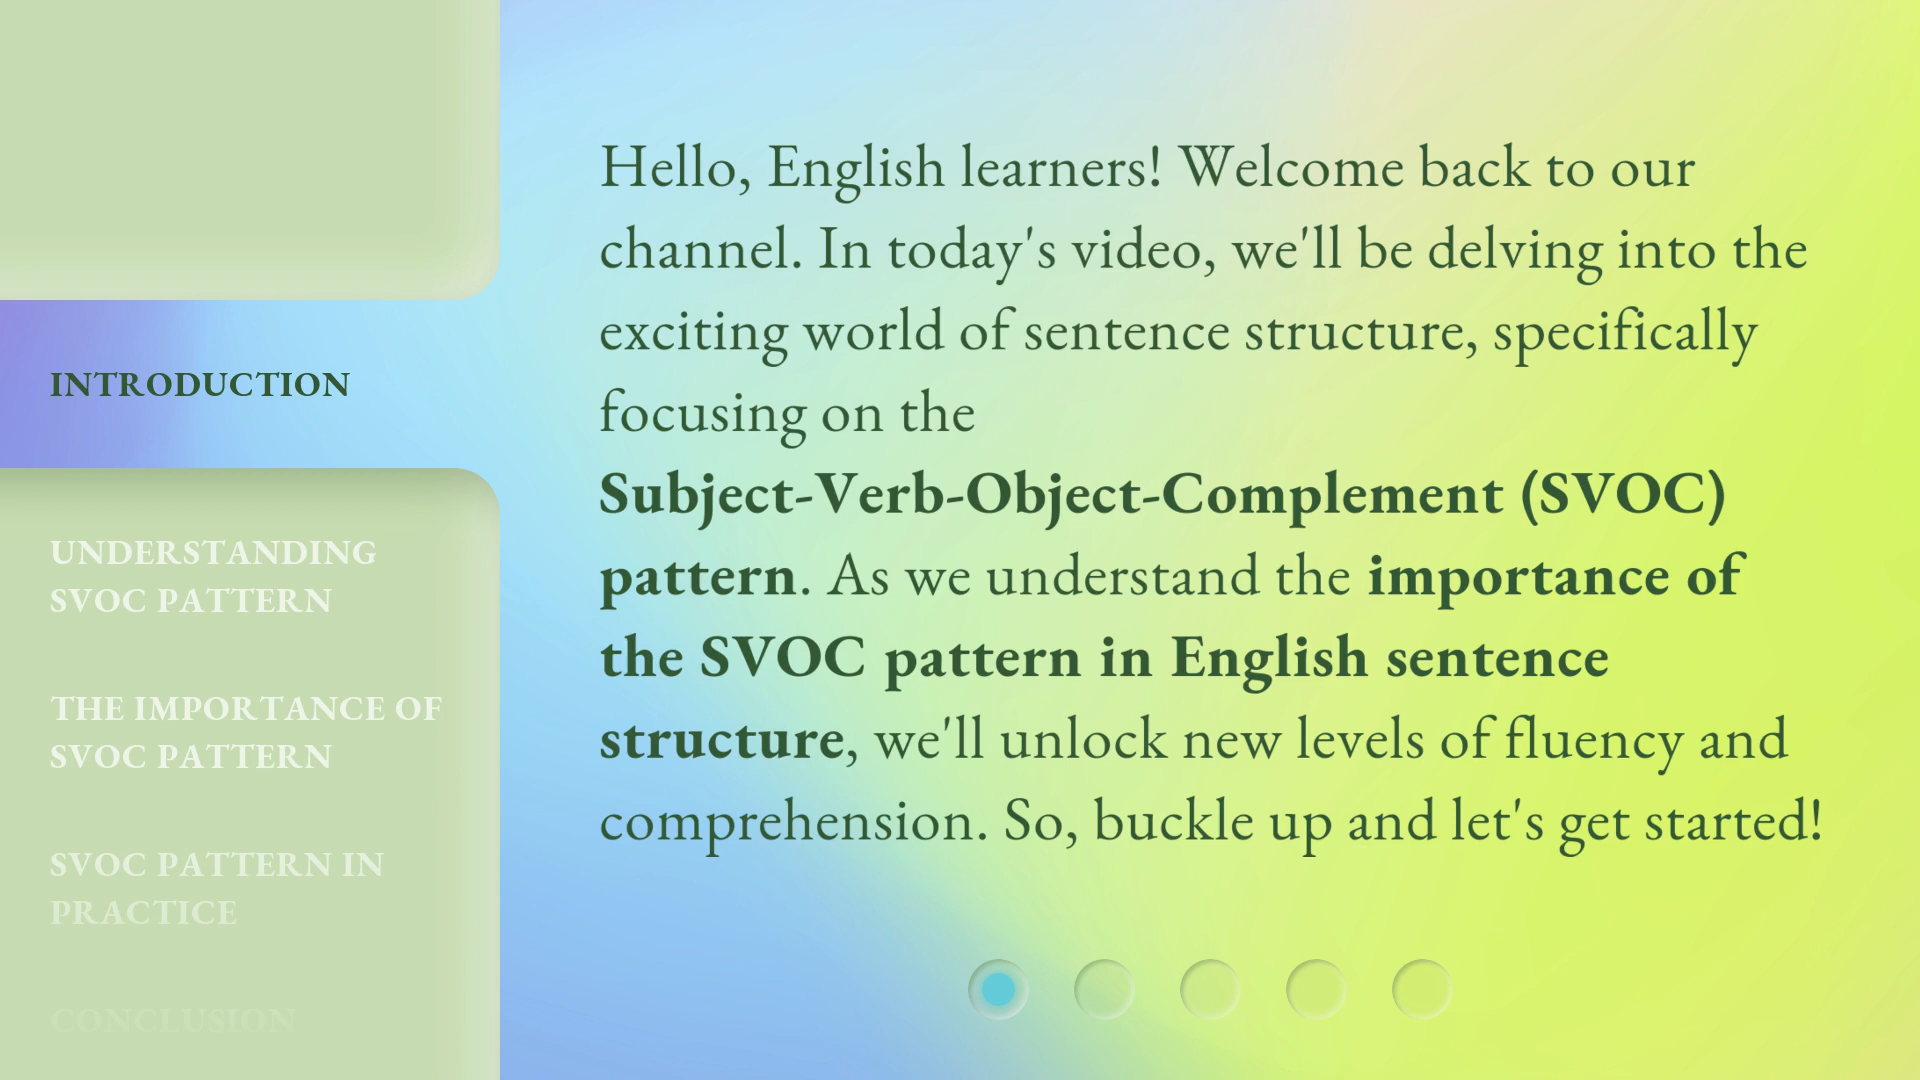 INTRODUCTION
UNDERSTANDING
SVOC PATTERN
THE IMPORTANCE OF
SVOC PATTERN
SVOC PATTERN IN
PRACTICE
CONCLUSION
Hello, English learners! Welcome back to our
channel. In today's video, we'll be delving into the
exciting world of sentence structure, specifically
focusing on the
Subject-Verb-Object-Complement (SVOC)
pattern. As we understand the importance of
the SVOC pattern in English sentence
structure, we'll unlock new levels of fluency and
comprehension. So, buckle up and let's get started!